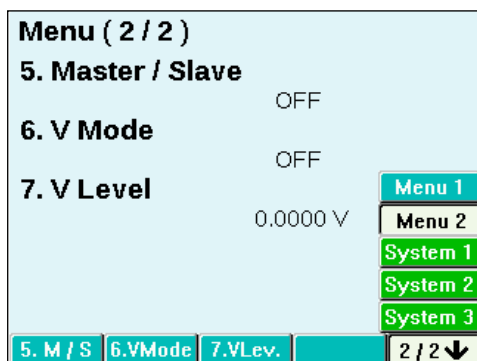 Menu ( 2 / 2 )
5. Master / Slave
OFF
6. V Mode
OFF
7. V Level
0.0000 V
Menu 1
Menu 2
System 1
System 2
System 3
5. M / S 6.VMode 7.VLev. 2 / 2